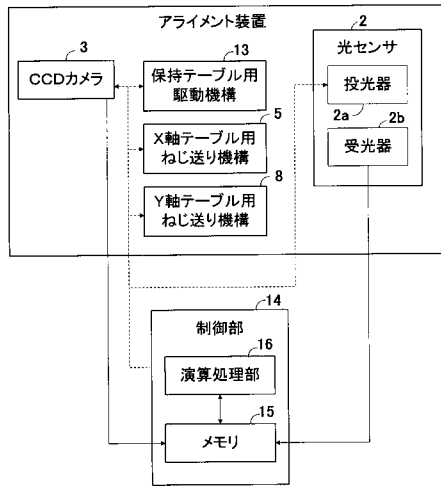 アライメント装置
3
CCDカメラ
13
保持テーブル用
駆動機構
5
X軸テーブル用
ねじ送り機構
8
Y軸テーブル用
ねじ送り機構
2
光センサ
投光器
2a
2b
受光器
14
制御部
16
演算処理部
15
メモリ